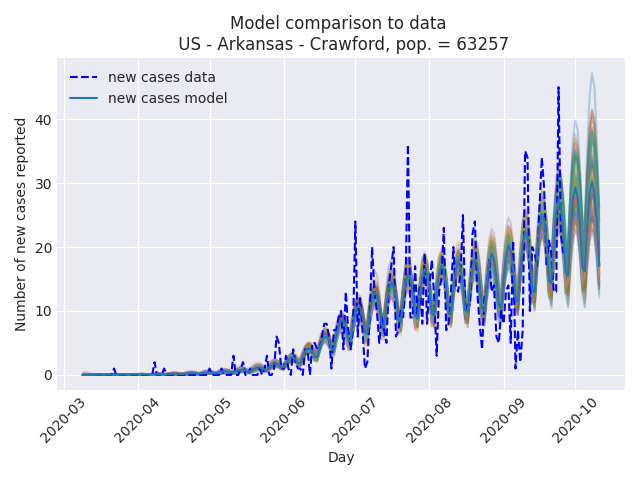 Model comparison to data
US - Arkansas - Crawford, pop. = 63257
new cases data
new cases model
Number of new cases reported
40
30
20
10
0
2020-03
2020-04
2020-05
2020-06
2020-07
2020-08
2020-09
2020-10
Day